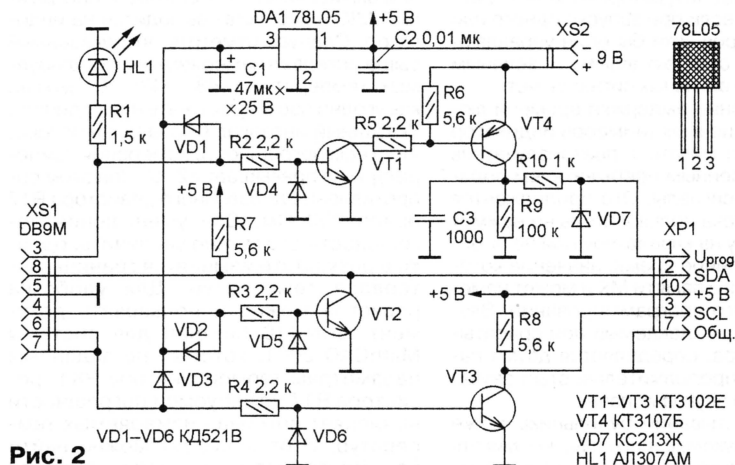 DA1 78L05
+5 В
3
1
2
C2 0,01 мк
XS2
–
9 В
+
78L05
1 2 3
HL1
+
C1
47мк×
×25 В
R1
1,5 к
VD1
R2 2,2 к
R5 2,2 к
R6
5,6 к
VT4
VT1
VD4
R10 1 к
+5 В
R7
5,6 к
C3
1000
R9
100 к
VD7
XS1
DB9M
3
8
5
4
6
7
XP1
1 Uprog
2 SDA
10 +5 В
3 SCL
7 Общ.
R3 2,2 к
VT2
+5 В
R8
5,6 к
VD2
VD5
VD3
R4 2,2 к
VT3
VD6
VD1–VD6 КД521В
VT1–VT3 КТ3102Е
VT4 КТ3107Б
VD7 КС213Ж
HL1 АЛ307АМ
Рис. 2